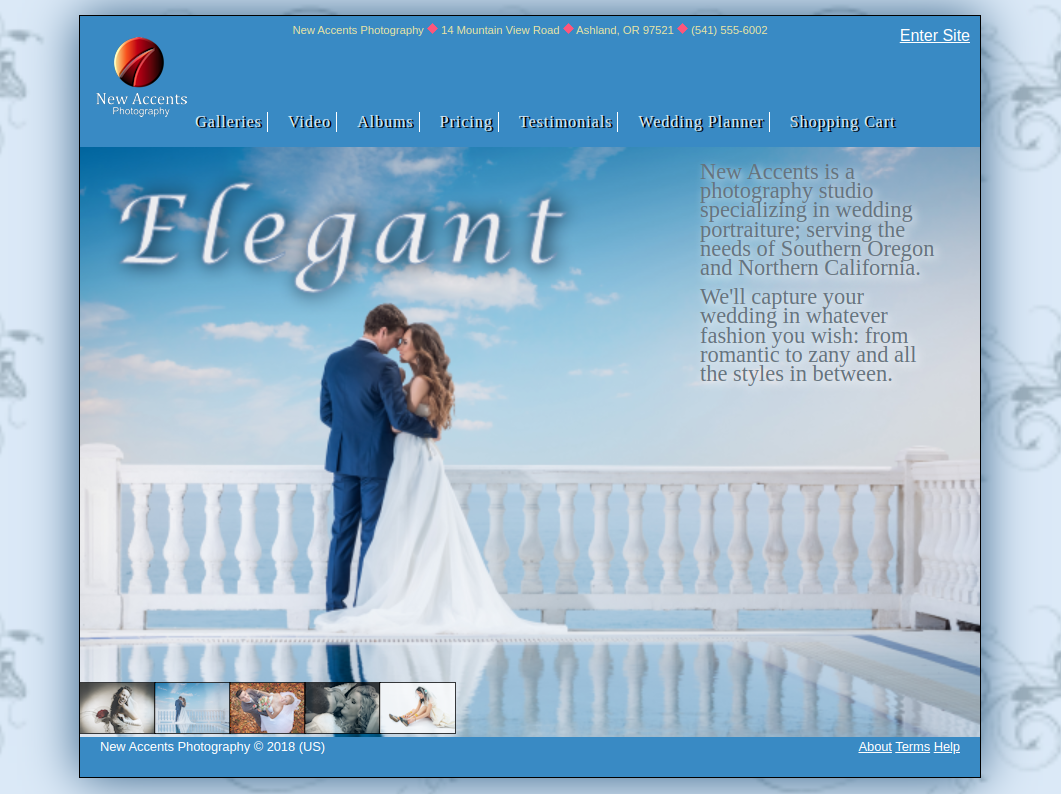 New Accents Photography ◆ 14 Mountain View Road ◆ Ashland, OR 97521 ◆ (541) 555-6002
Enter Site
New Accents
Photography
Galleries
Video
Albums
Pricing
Testimonials
Wedding Planner
Shopping Cart
Elegant
New Accents is a
photography studio
specializing in wedding
portraiture; serving the
needs of Southern Oregon
and Northern California.
We'll capture your
wedding in whatever
fashion you wish: from
romantic to zany and all
the styles in between.
New Accents Photography © 2018 (US)
About Terms Help